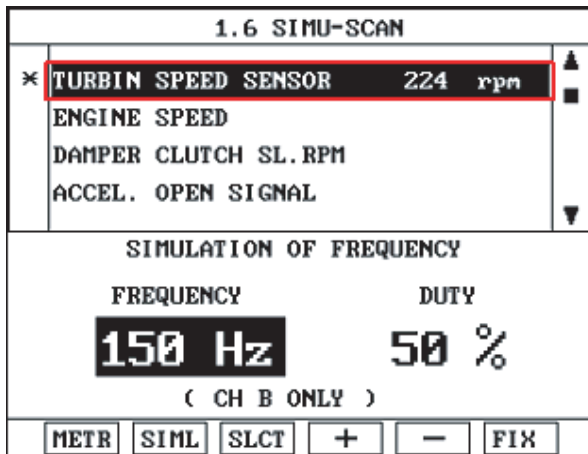 1.6 SIMU-SCAN
* TURBIN SPEED SENSOR 224 rpm
ENGINE SPEED
DAMPER CLUTCH SL.RPM
ACCEL. OPEN SIGNAL
SIMULATION OF FREQUENCY
FREQUENCY DUTY
150 Hz 50 %
( CH B ONLY )
METR SIML SLCT + - FIX